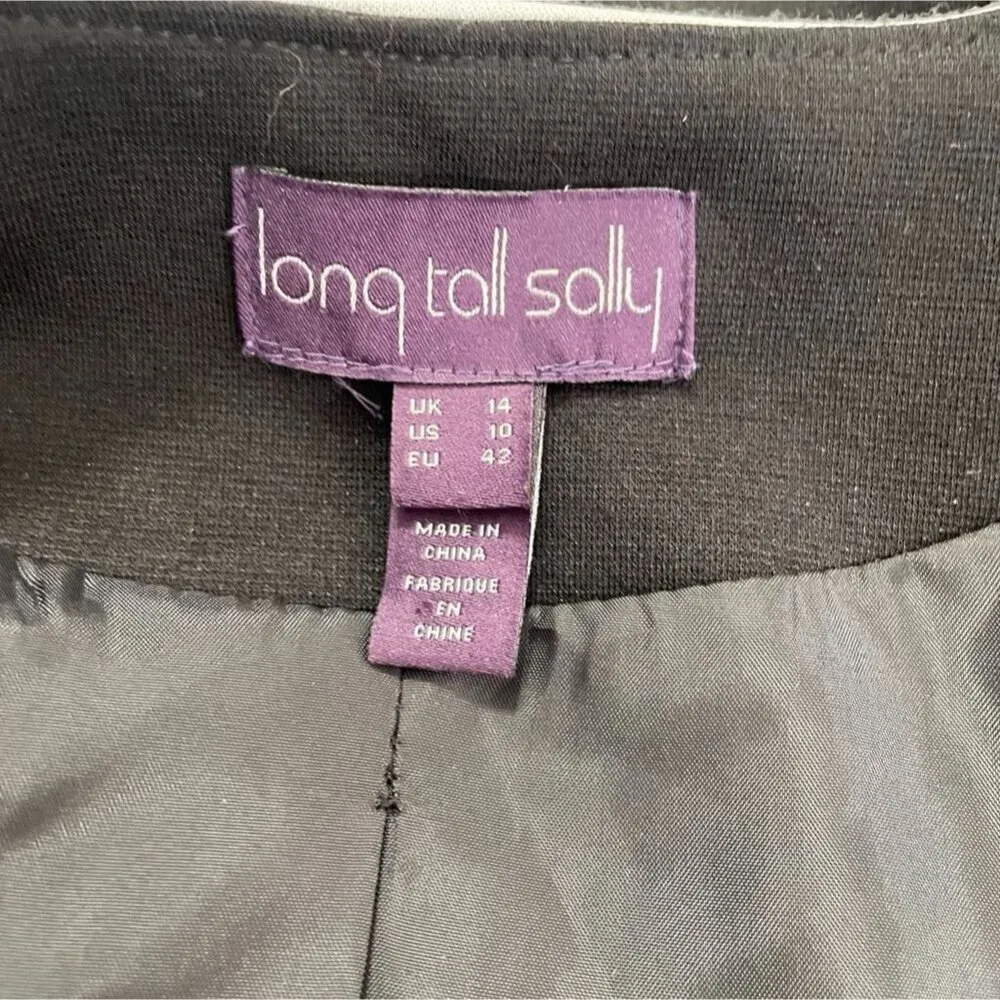 long tall sally
UK 14
US 10
EU 42
MADE IN
CHINA
FABRIQUE
EN
CHINE